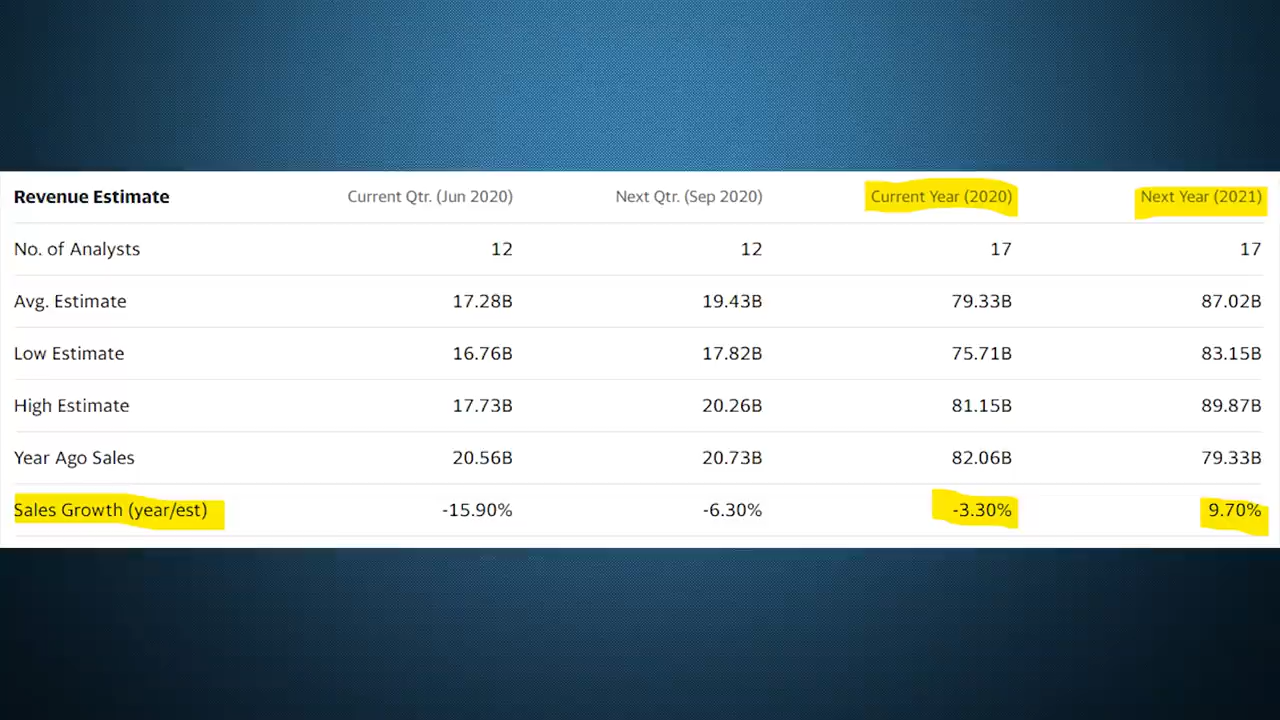 Revenue Estimate Current Qtr. (Jun 2020) Next Qtr. (Sep 2020) Current Year (2020) Next Year (2021)
No. of Analysts 12 12 17 17
Avg. Estimate 17.28B 19.43B 79.33B 87.02B
Low Estimate 16.76B 17.82B 75.71B 83.15B
High Estimate 17.73B 20.26B 81.15B 89.87B
Year Ago Sales 20.56B 20.73B 82.06B 79.33B
Sales Growth (year/est) -15.90% -6.30% -3.30% 9.70%